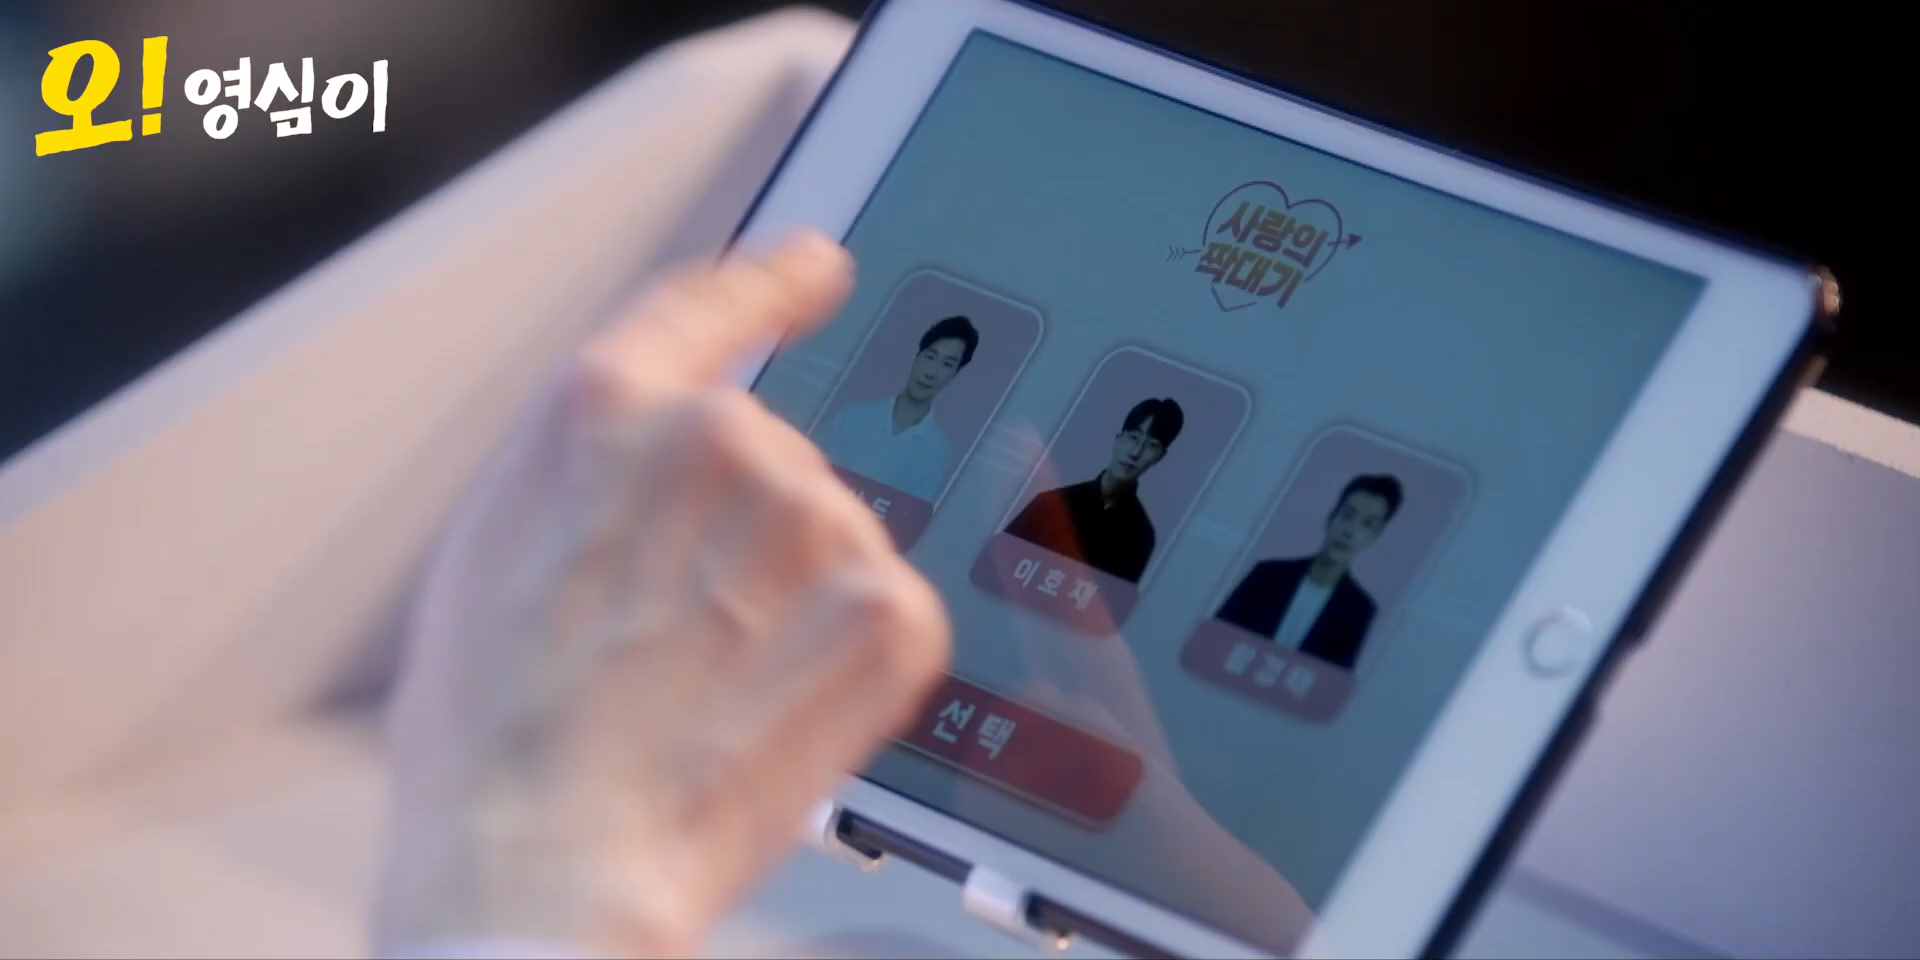 오! 영심이
사랑의
짝대기
이호재
선택